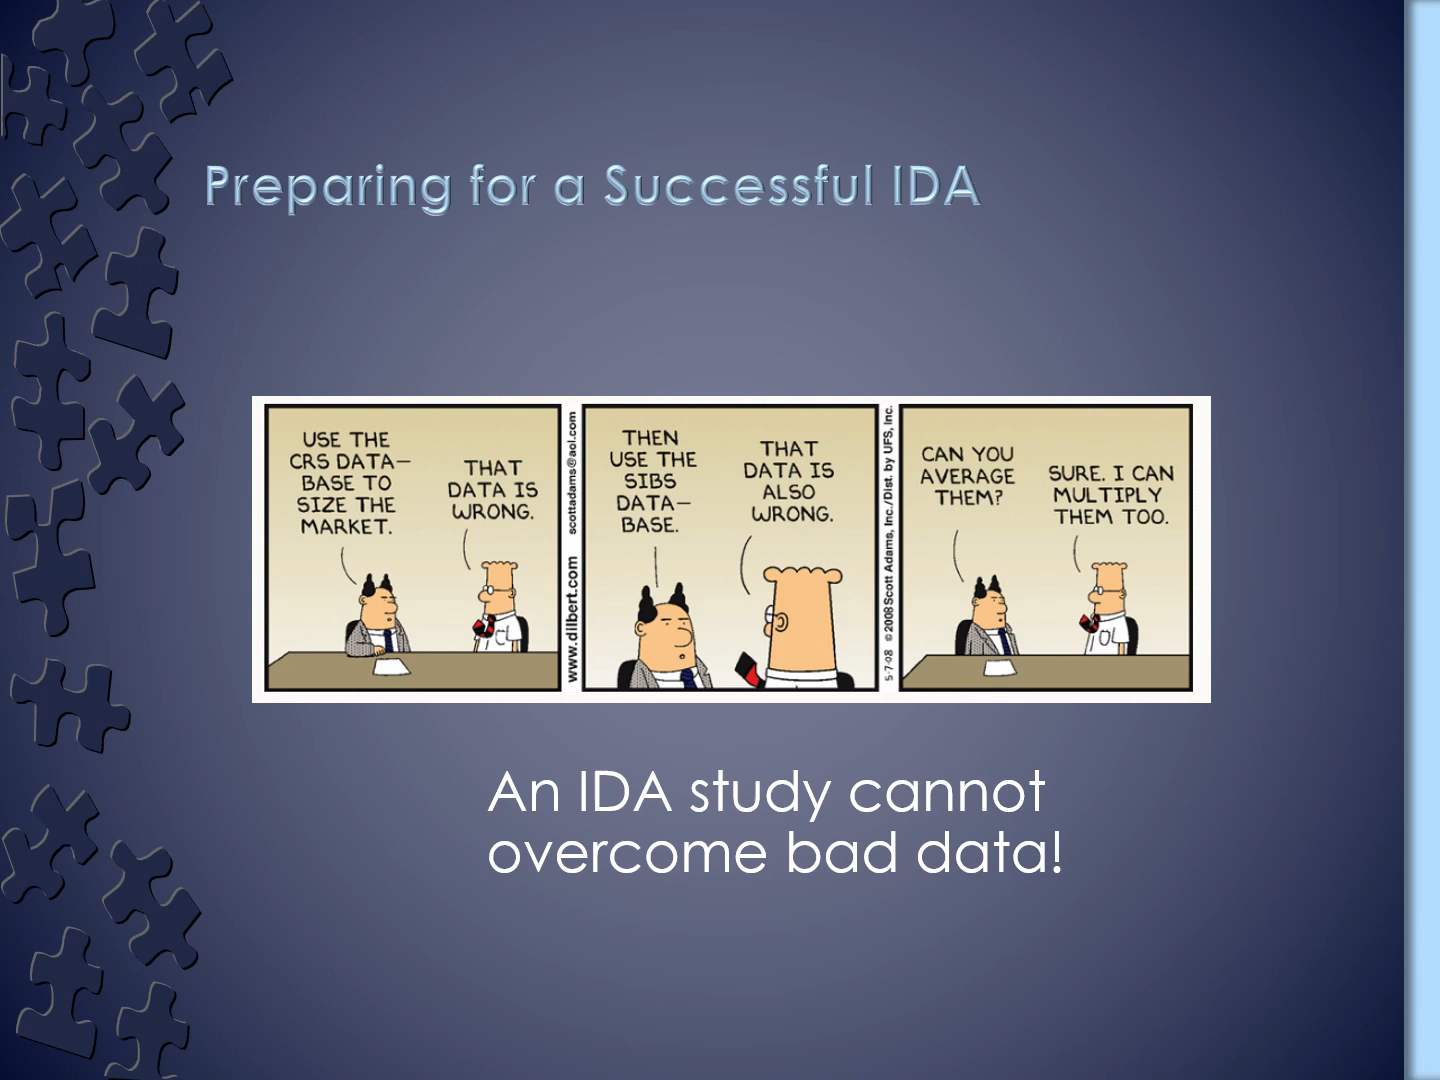 Preparing for a Successful IDA
USE THE
CRS DATA-
BASE TO
SIZE THE
MARKET.
THAT
DATA IS
WRONG.
www.dilbert.com scottadams@aol.com
THEN
USE THE
SIBS
DATA-
BASE.
THAT
DATA IS
ALSO
WRONG.
5-7-08 © 2008 Scott Adams, Inc./Dist. by UFS, Inc.
CAN YOU
AVERAGE
THEM?
SURE. I CAN
MULTIPLY
THEM TOO.
An IDA study cannot
overcome bad data!